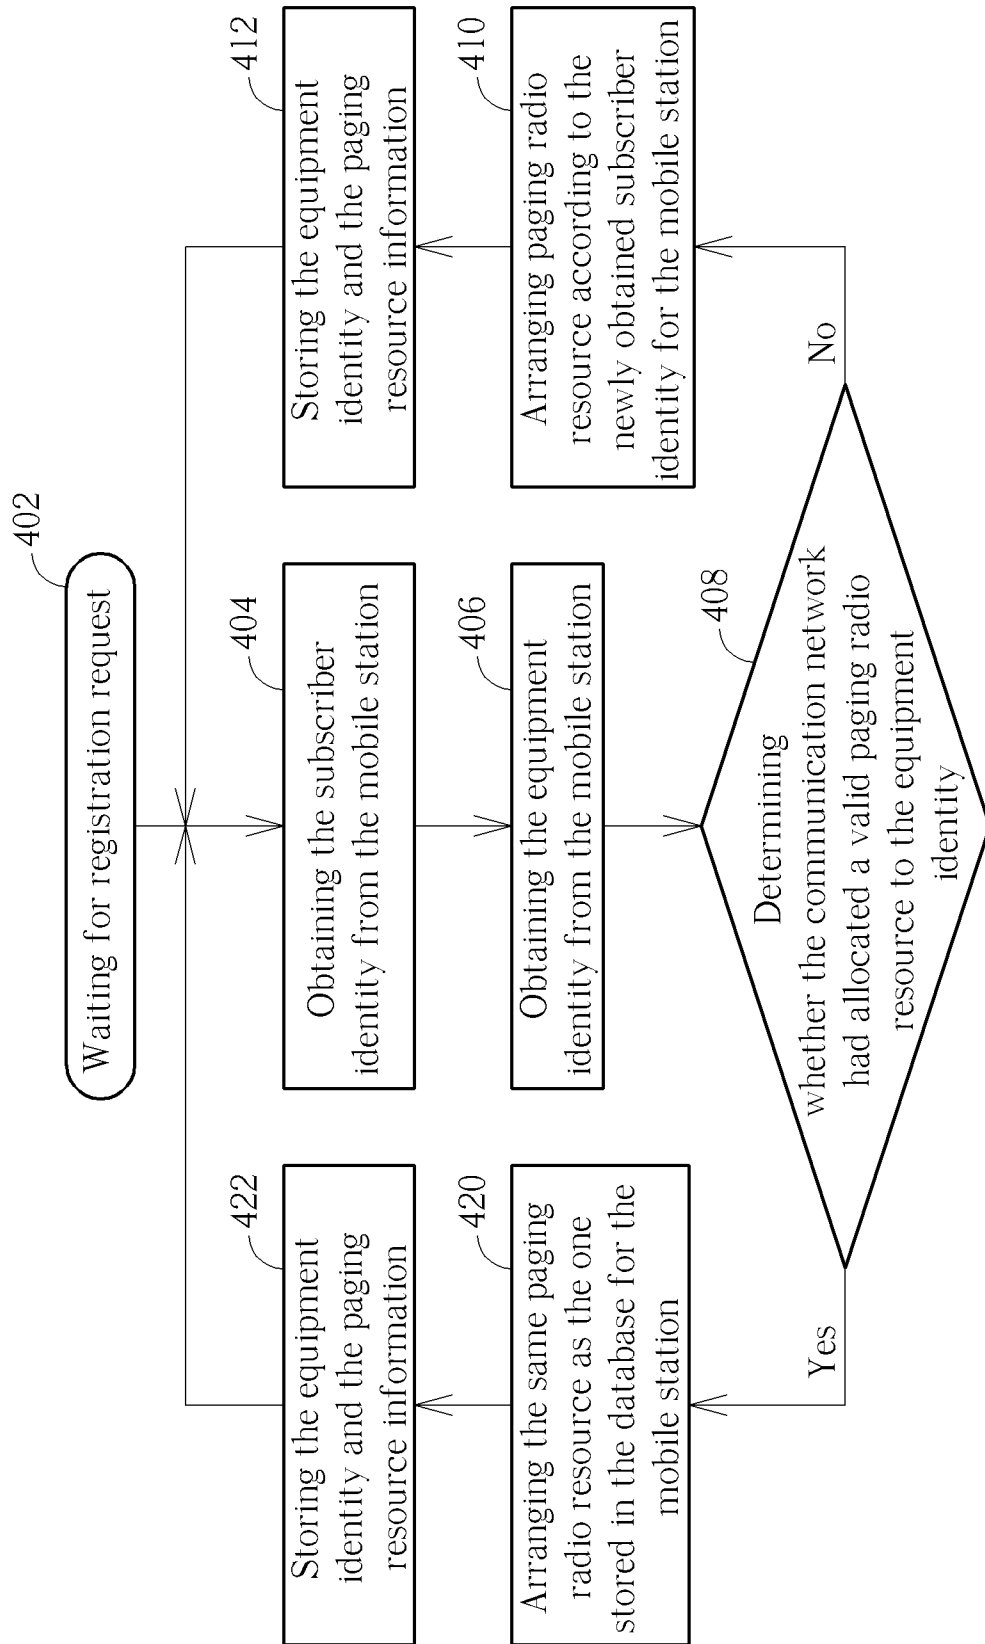 402
Waiting for registration request
422
Storing the equipment
identity and the paging
resource information
404
Obtaining the subscriber
identity from the mobile station
412
Storing the equipment
identity and the paging
resource information
420
Arranging the same paging
radio resource as the one
stored in the database for the
mobile station
406
Obtaining the equipment
identity from the mobile station
410
Arranging paging radio
resource according to the
newly obtained subscriber
identity for the mobile station
408
Determining
whether the communication network
had allocated a valid paging radio
resource to the equipment
identity
Yes
No